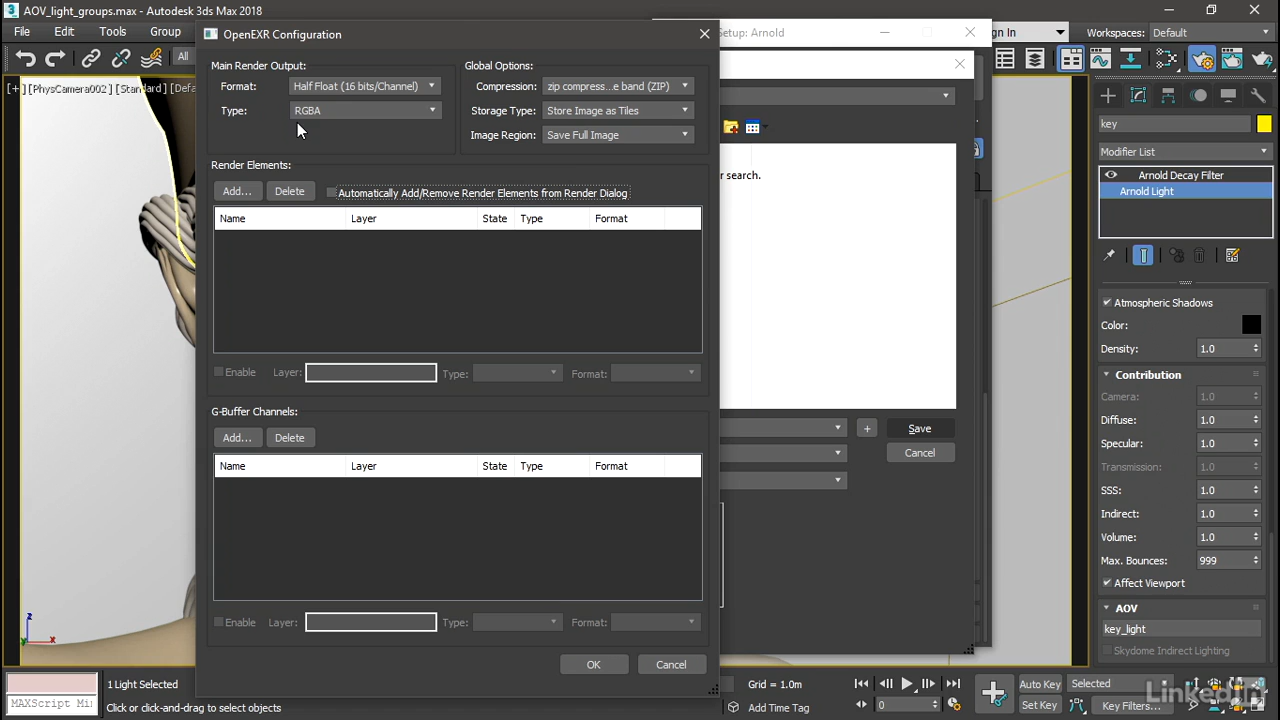 AOV_light_groups.max - Autodesk 3ds Max 2018
File Edit Tools Group
OpenEXR Configuration
Setup: Arnold
gn In
Workspaces: Default
All
[+] [PhysCamera002] [Standard] [Defa
Main Render Output:
Format: Half Float (16 bits/Channel)
Type: RGBA
Global Options:
Compression: zip compress...e band (ZIP)
Storage Type: Store Image as Tiles
Image Region: Save Full Image
Render Elements:
Add... Delete Automatically Add/Remove Render Elements from Render Dialog
Name Layer State Type Format
Enable Layer: Type: Format:
G-Buffer Channels:
Add... Delete
Name Layer State Type Format
Enable Layer: Type: Format:
OK Cancel
r search.
+ Save
Cancel
key
Modifier List
Arnold Decay Filter
Arnold Light
Atmospheric Shadows
Color:
Density: 1.0
Contribution
Camera: 1.0
Diffuse: 1.0
Specular: 1.0
Transmission: 1.0
SSS: 1.0
Indirect: 1.0
Volume: 1.0
Max. Bounces: 999
Affect Viewport
AOV
key_light
Skydome Indirect Lighting
z
y x
MAXScript Mi
1 Light Selected
Click or click-and-drag to select objects
Grid = 1.0m
Add Time Tag
0
Auto Key Selected
Set Key Key Filters...
LinkedIn